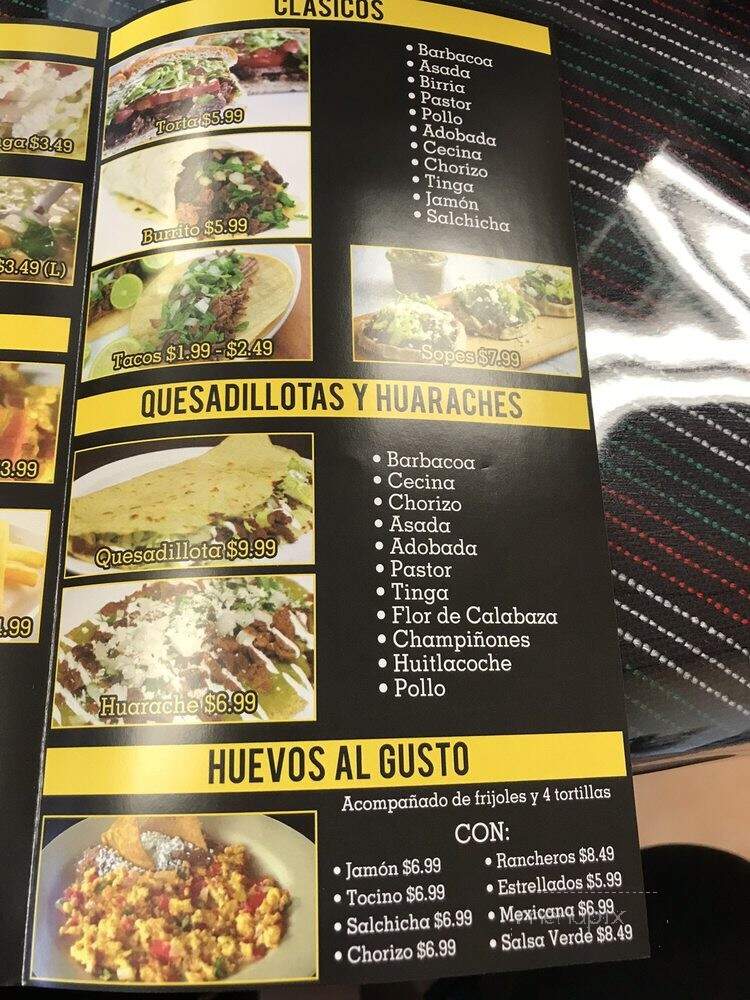 CLÁSICOS
Torta $5.99
Burrito $5.99
Tacos $1.99 - $2.49
• Barbacoa
• Asada
• Birria
• Pastor
• Pollo
• Adobada
• Cecina
• Chorizo
• Tinga
• Jamón
• Salchicha
Sopes $7.99
$3.49
$3.49 (L)
3.99
.99
QUESADILLOTAS Y HUARACHES
Quesadillota $9.99
Huarache $6.99
• Barbacoa
• Cecina
• Chorizo
• Asada
• Adobada
• Pastor
• Tinga
• Flor de Calabaza
• Champiñones
• Huitlacoche
• Pollo
HUEVOS AL GUSTO
Acompañado de frijoles y 4 tortillas
CON:
• Jamón $6.99
• Tocino $6.99
• Salchicha $6.99
• Chorizo $6.99
• Rancheros $8.49
• Estrellados $5.99
• Mexicana $6.99
• Salsa Verde $8.49
menupix